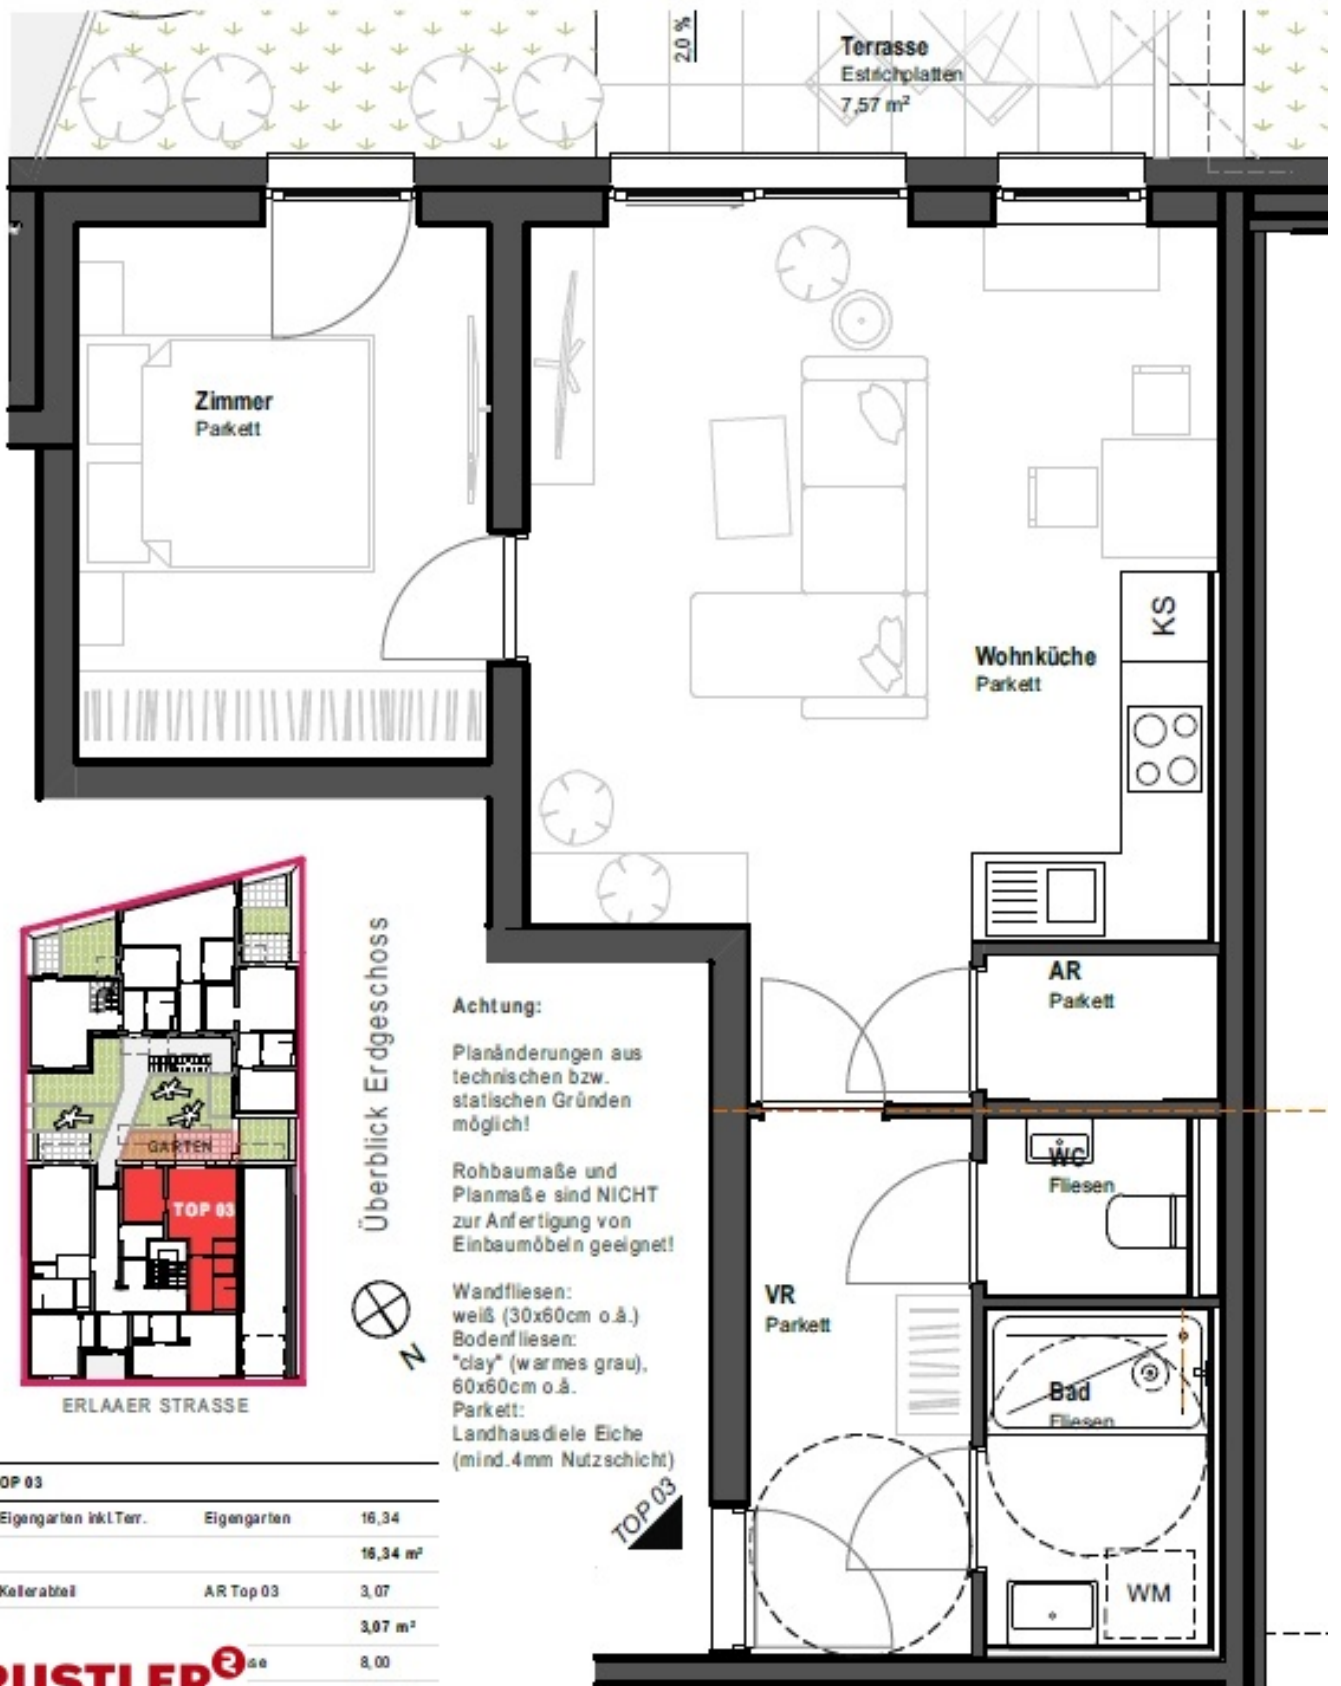 2,0 %
Terrasse
Estrichplatten
7,57 m²
Zimmer
Parkett
KS
Wohnküche
Parkett
AR
Parkett
WC
Fliesen
VR
Parkett
Bad
Fliesen
WM
TOP 03
GARTEN
TOP 03
ERLAAER STRASSE
Überblick Erdgeschoss
N
Achtung:
Planänderungen aus
technischen bzw.
statischen Gründen
möglich!
Rohbaumaße und
Planmaße sind NICHT
zur Anfertigung von
Einbaumöbeln geeignet!
Wandfliesen:
weiß (30x60cm o.ä.)
Bodenfliesen:
"clay" (warmes grau),
60x60cm o.ä.
Parkett:
Landhausdiele Eiche
(mind.4mm Nutzschicht)
OP 03
Eigengarten inkl.Terr. Eigengarten 16,34
16,34 m²
Kellerabteil AR Top 03 3,07
3,07 m²
se 8,00
RUSTLER